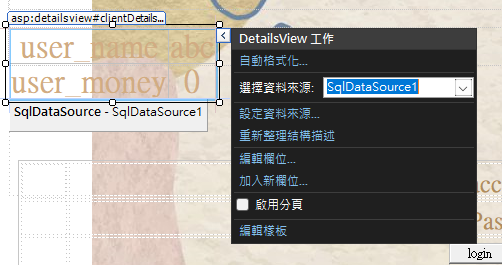 asp:detailsview#clientDetails...
user_name abc
user_money 0
SqlDataSource - SqlDataSource1
DetailsView 工作
自動格式化...
選擇資料來源: SqlDataSource1
設定資料來源...
重新整理結構描述
編輯欄位...
加入新欄位...
啟用分頁
編輯樣板
acc
Pas
login